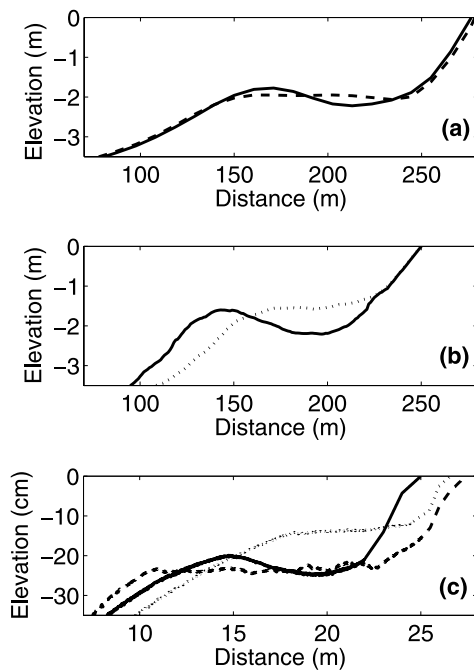 0
−1
−2
−3
Elevation (m)
(a)
100 150 200 250
Distance (m)
0
−1
−2
−3
Elevation (m)
(b)
100 150 200 250
Distance (m)
0
−10
−20
−30
Elevation (cm)
(c)
10 15 20 25
Distance (m)